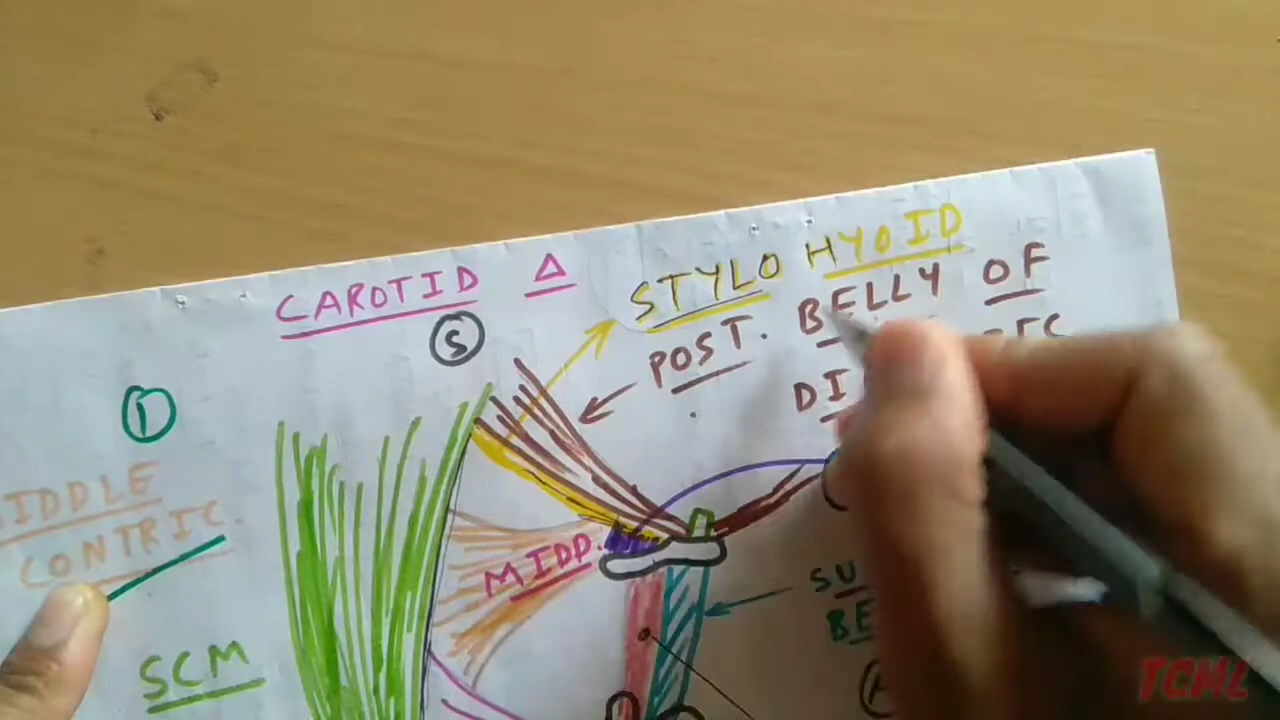 CAROTID Δ
STYLO HYOID
POST. BELLY OF
DI
S
1
IDDLE
CONTRIC
MIDD.
SU
BE
SCM
TCML